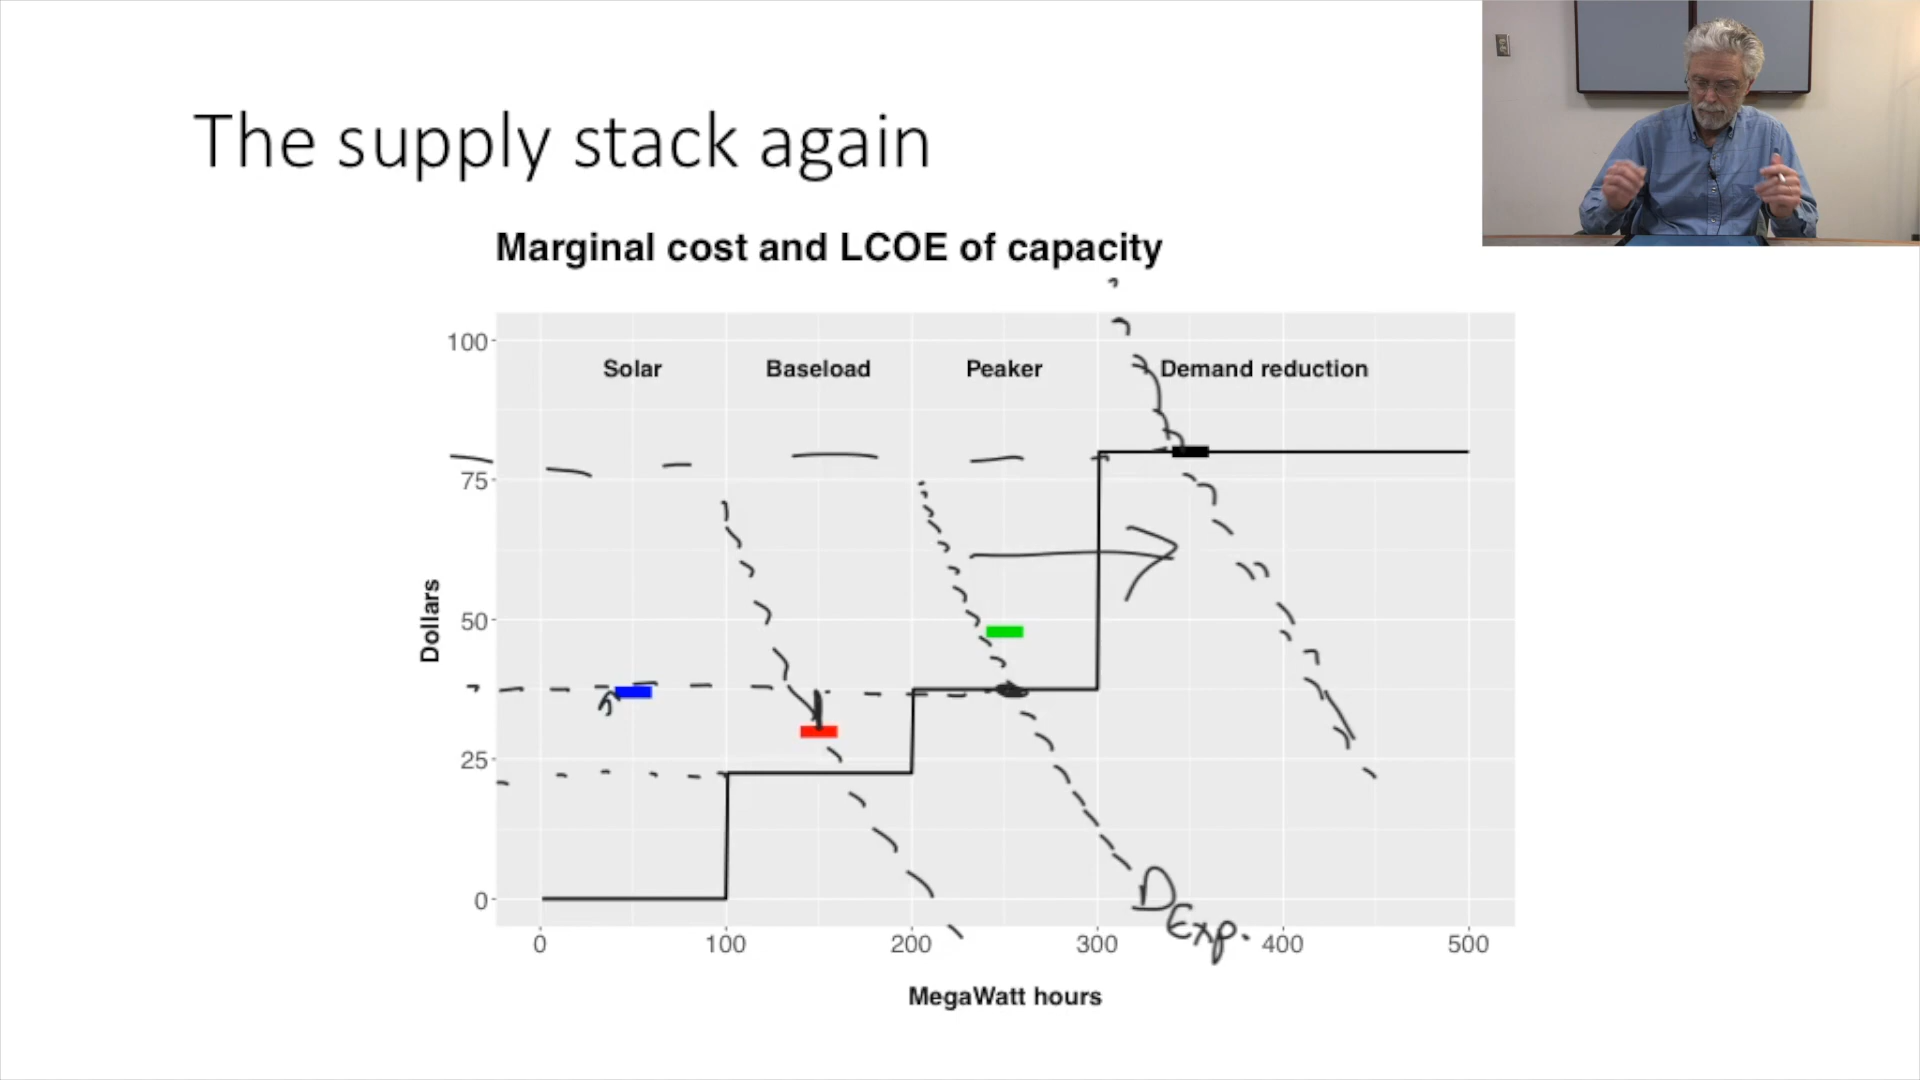 The supply stack again
Marginal cost and LCOE of capacity
100
Solar Baseload Peaker Demand reduction
75
50
25
0
Dollars
D Exp.
0 100 200 300 400 500
MegaWatt hours